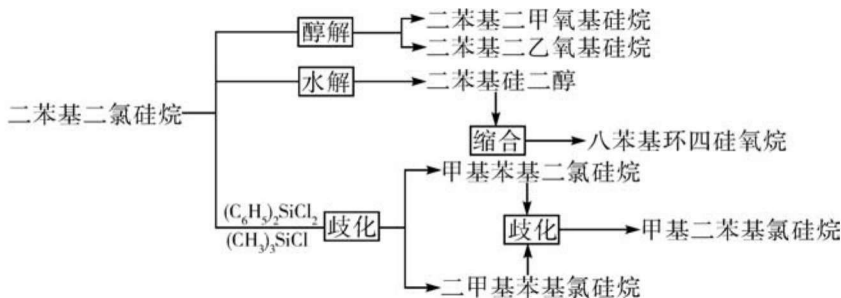 醇解
二苯基二甲氧基硅烷
二苯基二乙氧基硅烷
水解
二苯基硅二醇
二苯基二氯硅烷
缩合
八苯基环四硅氧烷
甲基苯基二氯硅烷
(C₆H₅)₂SiCl₂
(CH₃)₃SiCl
歧化
歧化
甲基二苯基氯硅烷
二甲基苯基氯硅烷